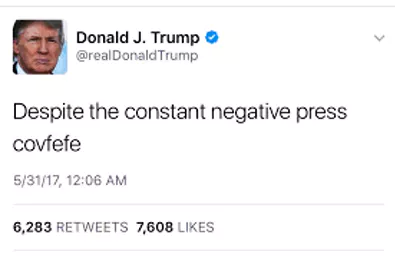 Donald J. Trump
@realDonaldTrump
Despite the constant negative press
covfefe
5/31/17, 12:06 AM
6,283 RETWEETS 7,608 LIKES